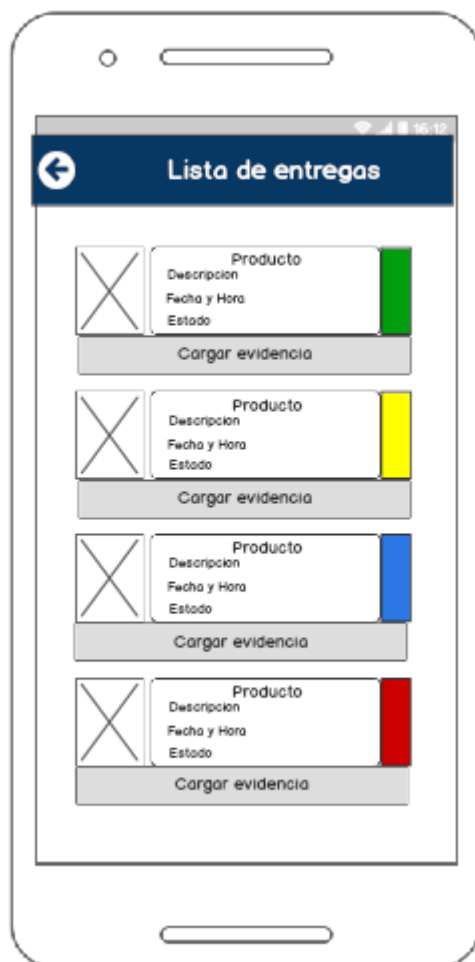 16:12
Lista de entregas
Producto
Descripcion
Fecha y Hora
Estado
Cargar evidencia
Producto
Descripcion
Fecha y Hora
Estado
Cargar evidencia
Producto
Descripcion
Fecha y Hora
Estado
Cargar evidencia
Producto
Descripcion
Fecha y Hora
Estado
Cargar evidencia